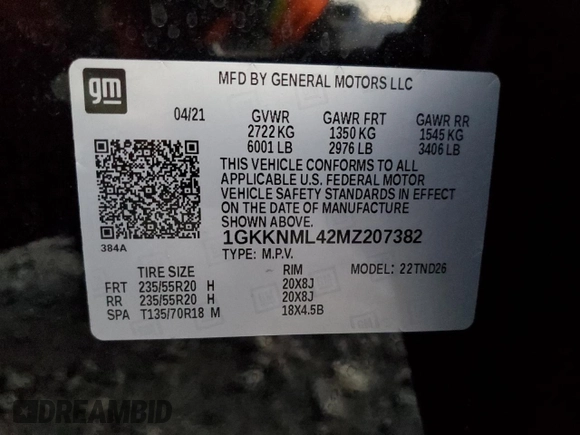 gm
MFD BY GENERAL MOTORS LLC
04/21 GVWR GAWR FRT GAWR RR
2722 KG 1350 KG 1545 KG
6001 LB 2976 LB 3406 LB
THIS VEHICLE CONFORMS TO ALL
APPLICABLE U.S. FEDERAL MOTOR
VEHICLE SAFETY STANDARDS IN EFFECT
ON THE DATE OF MANUFACTURE
SHOWN ABOVE.
384A
1GKKNML42MZ207382
TYPE: M.P.V.
TIRE SIZE RIM MODEL: 22TND26
FRT 235/55R20 H 20X8J
RR 235/55R20 H 20X8J
SPA T135/70R18 M 18X4.5B
DREAMBID